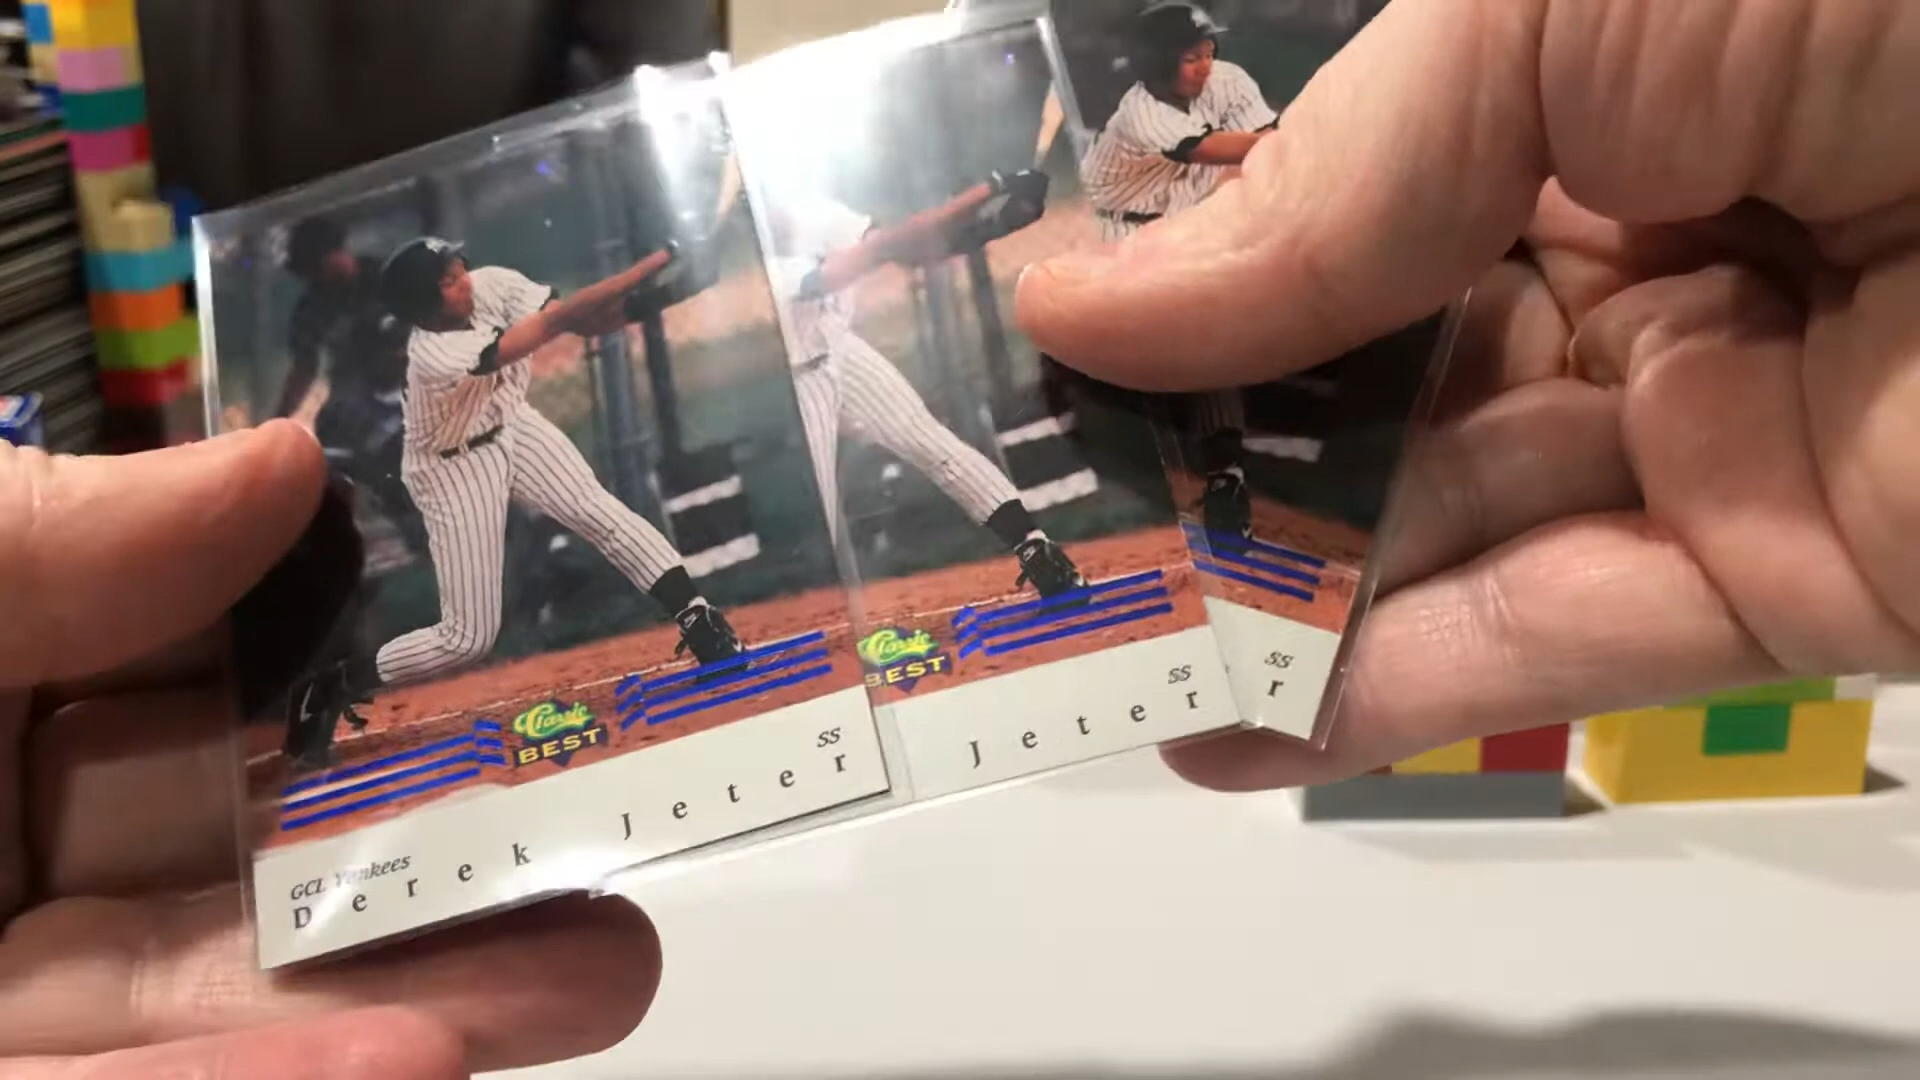 Classic
BEST
GCL Yankees
SS
Derek Jeter
Classic
BEST
SS
Jeter
SS
r